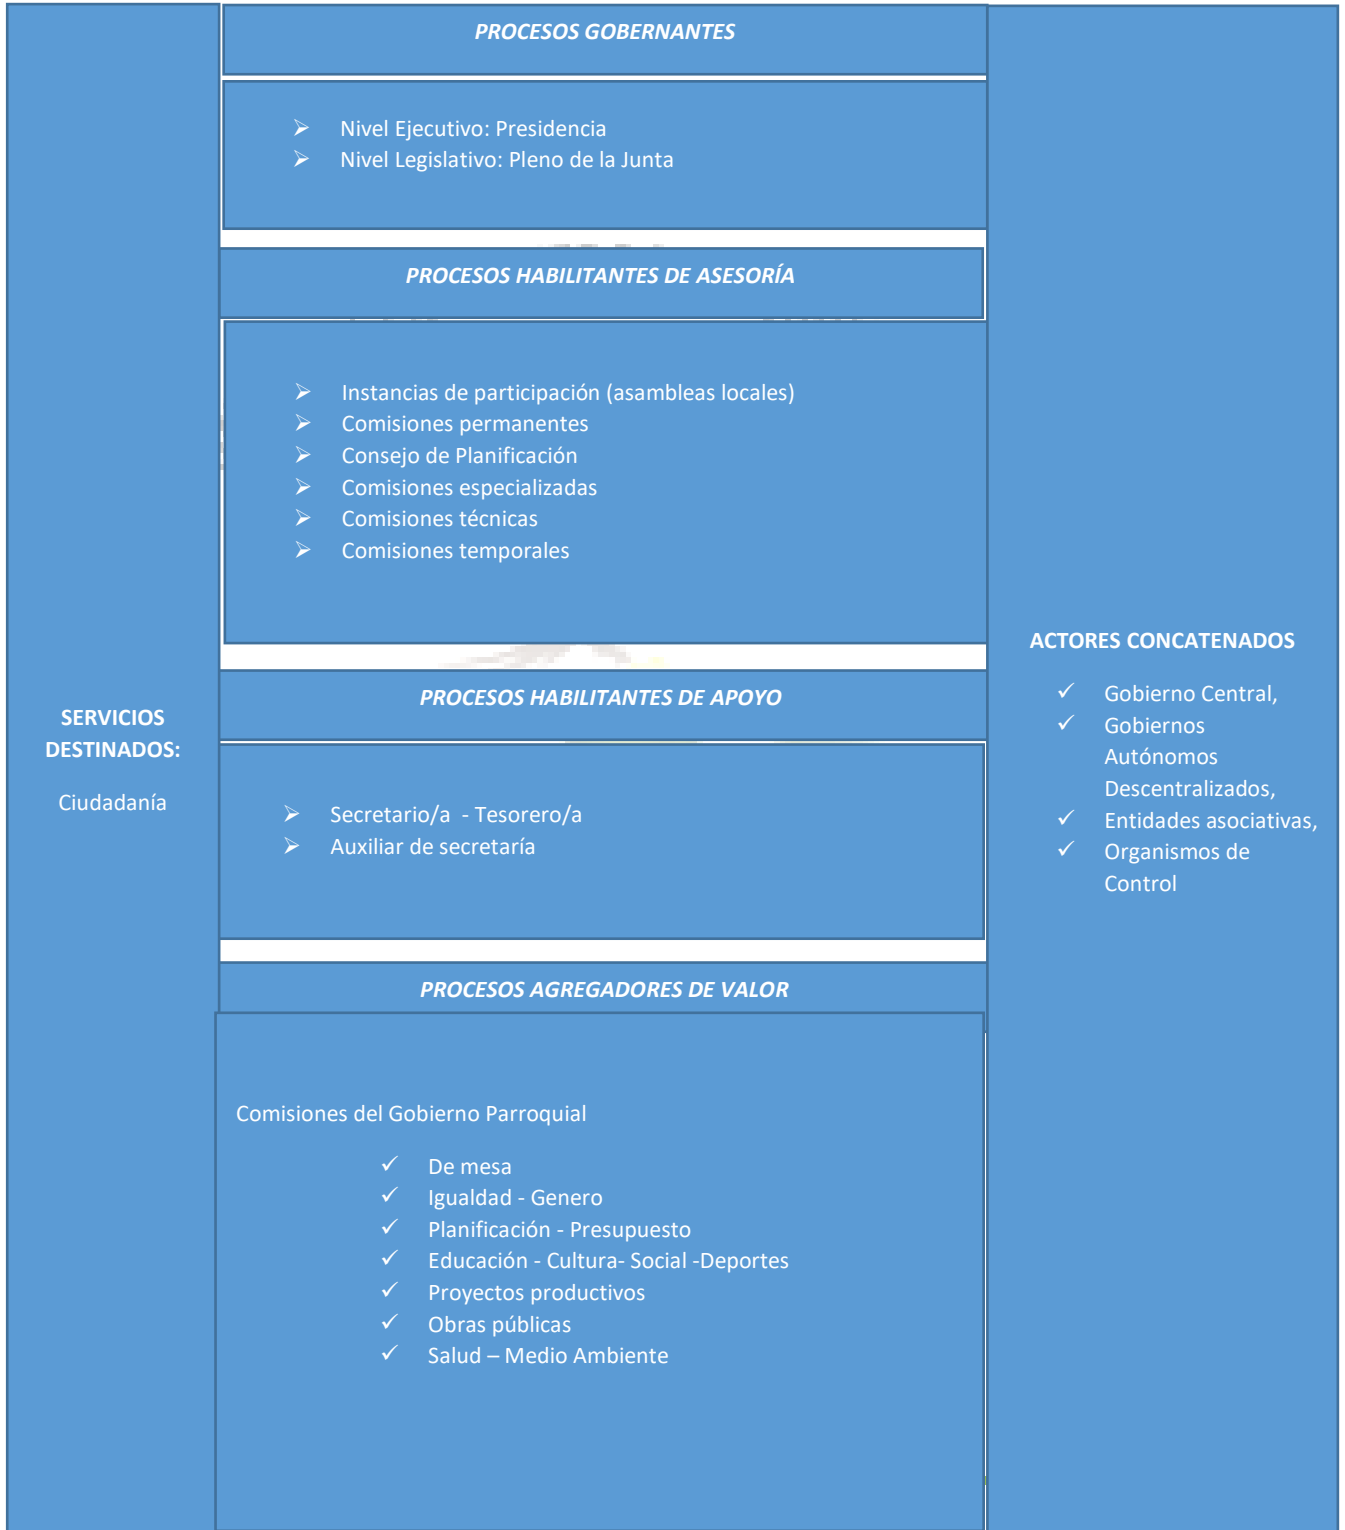 PROCESOS GOBERNANTES
➢ Nivel Ejecutivo: Presidencia
➢ Nivel Legislativo: Pleno de la Junta
PROCESOS HABILITANTES DE ASESORÍA
➢ Instancias de participación (asambleas locales)
➢ Comisiones permanentes
➢ Consejo de Planificación
➢ Comisiones especializadas
➢ Comisiones técnicas
➢ Comisiones temporales
PROCESOS HABILITANTES DE APOYO
➢ Secretario/a - Tesorero/a
➢ Auxiliar de secretaría
PROCESOS AGREGADORES DE VALOR
Comisiones del Gobierno Parroquial
✓ De mesa
✓ Igualdad - Genero
✓ Planificación - Presupuesto
✓ Educación - Cultura- Social -Deportes
✓ Proyectos productivos
✓ Obras públicas
✓ Salud – Medio Ambiente
SERVICIOS
DESTINADOS:
Ciudadanía
ACTORES CONCATENADOS
✓ Gobierno Central,
✓ Gobiernos
Autónomos
Descentralizados,
✓ Entidades asociativas,
✓ Organismos de
Control